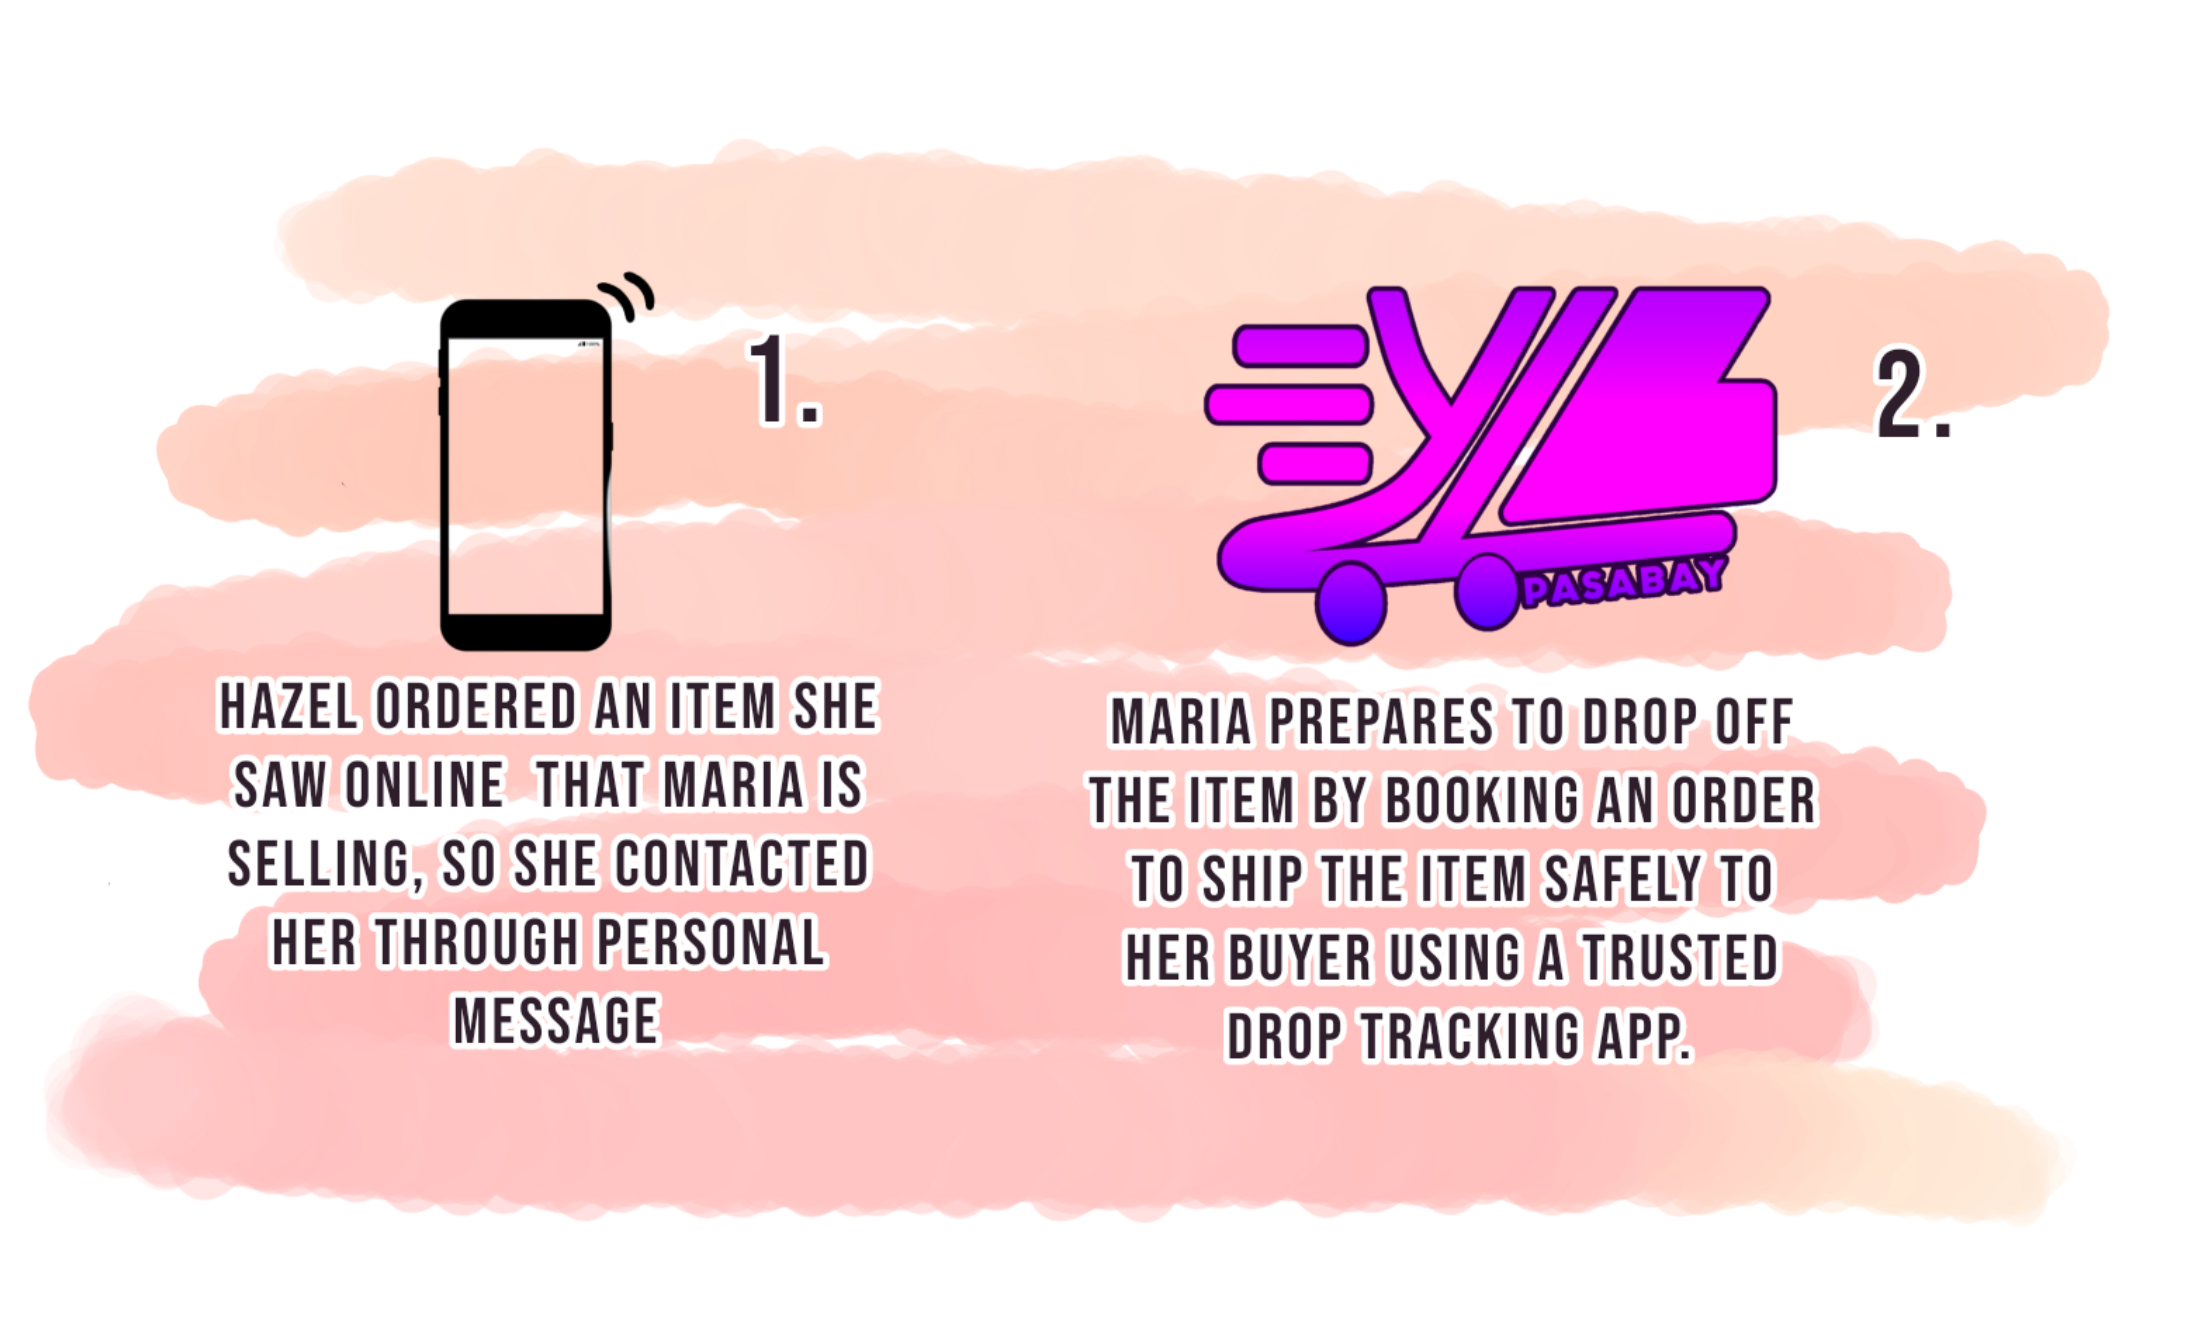 1.
HAZEL ORDERED AN ITEM SHE
SAW ONLINE THAT MARIA IS
SELLING, SO SHE CONTACTED
HER THROUGH PERSONAL
MESSAGE
2.
PASABAY
MARIA PREPARES TO DROP OFF
THE ITEM BY BOOKING AN ORDER
TO SHIP THE ITEM SAFELY TO
HER BUYER USING A TRUSTED
DROP TRACKING APP.